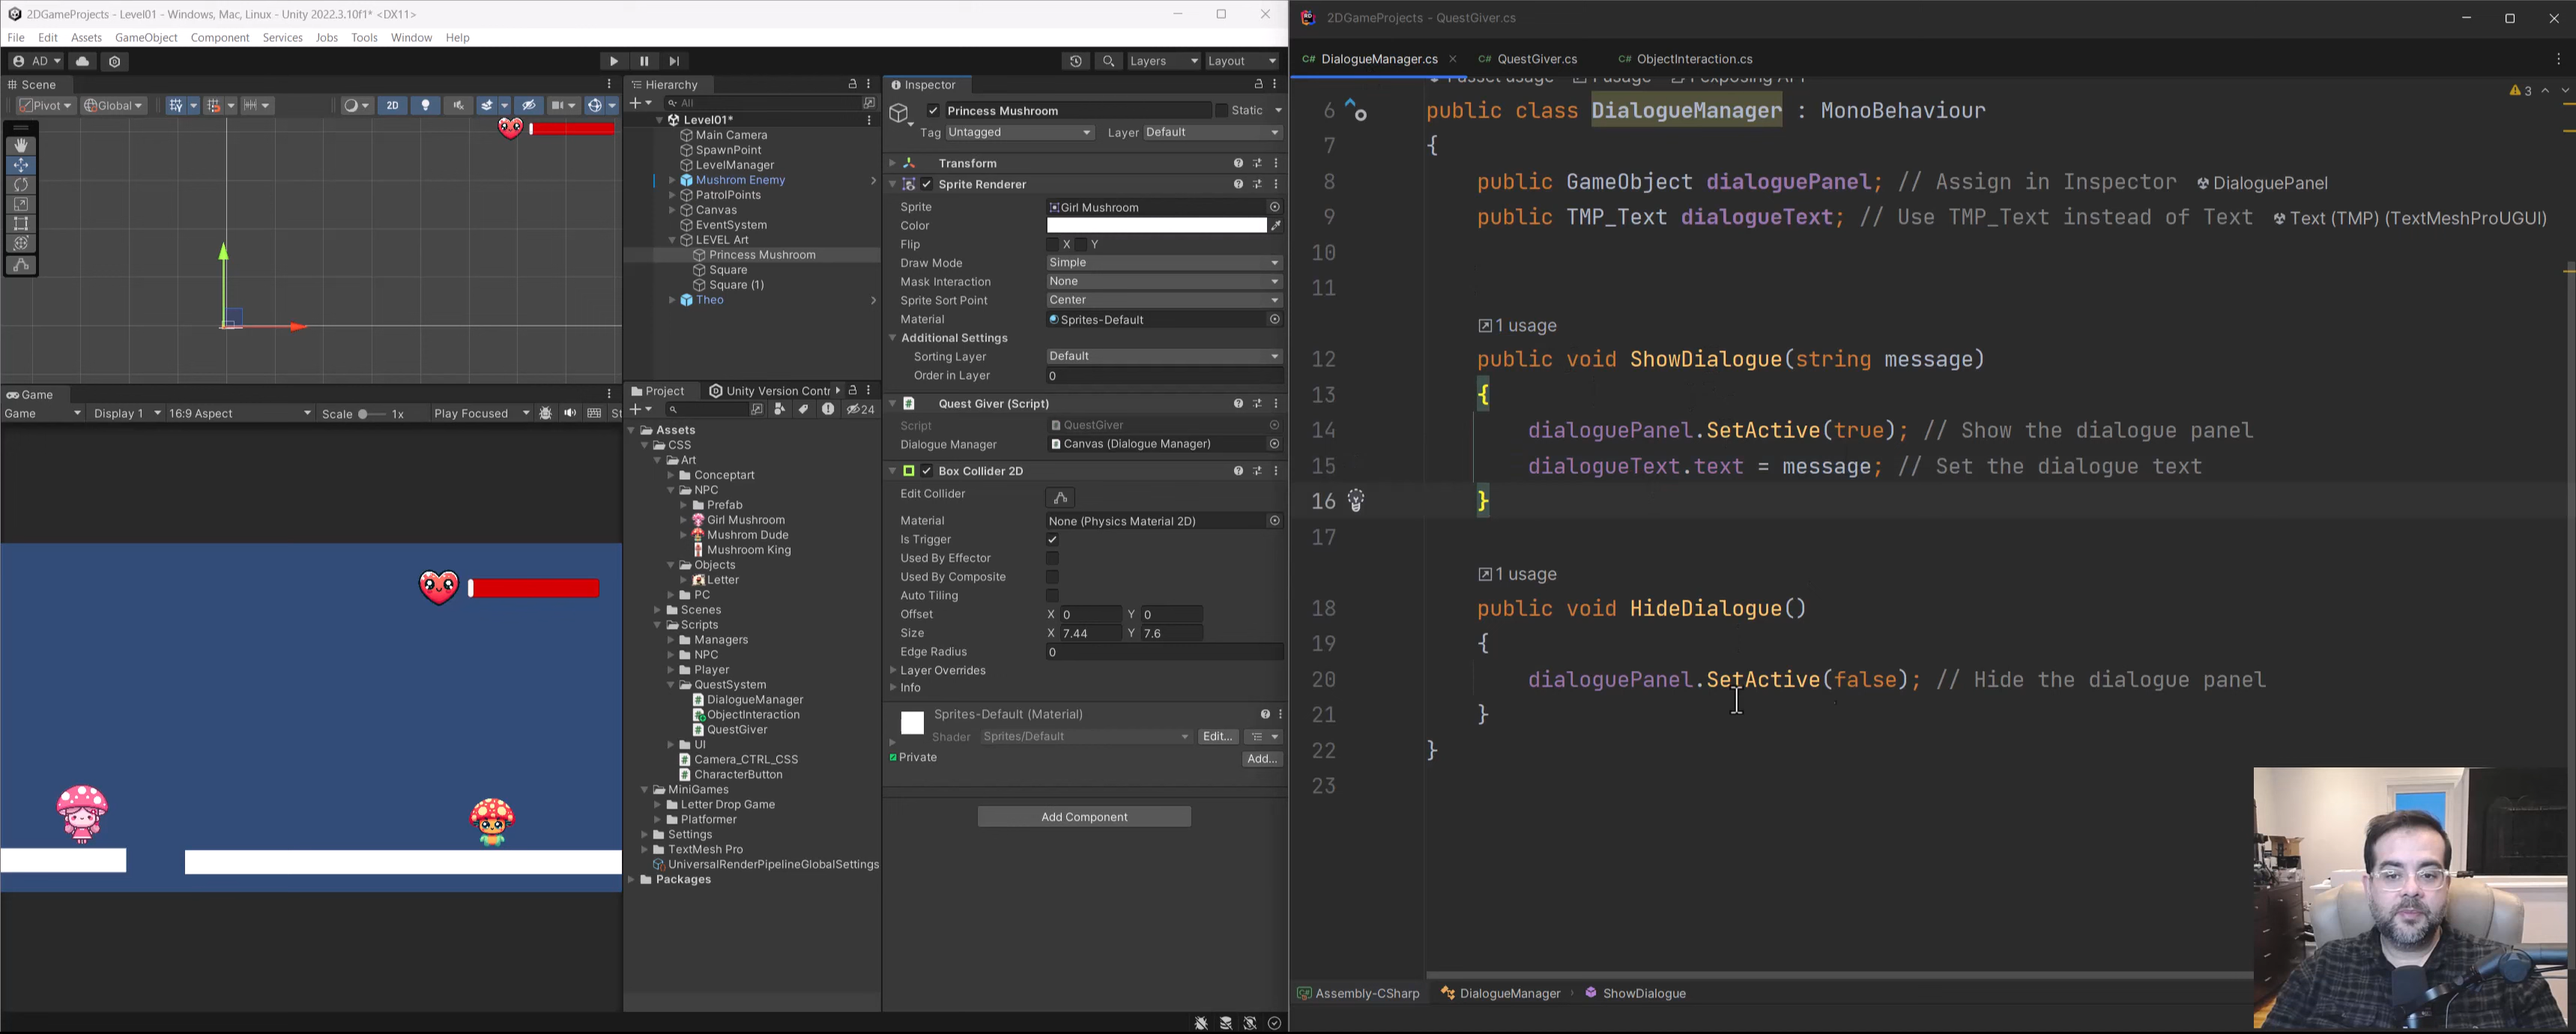 2DGameProjects - Level01 - Windows, Mac, Linux - Unity 2022.3.10f1* <DX11>
File Edit Assets GameObject Component Services Jobs Tools Window Help
AD
Layers Layout
Scene
Pivot Global 2D
Hierarchy
All
Level01*
Main Camera
SpawnPoint
LevelManager
Mushrom Enemy
PatrolPoints
Canvas
EventSystem
LEVEL Art
Princess Mushroom
Square
Square (1)
Theo
Game
Game Display 1 16:9 Aspect Scale 1x Play Focused St
Project Unity Version Contr
24
Assets
CSS
Art
Conceptart
NPC
Prefab
Girl Mushroom
Mushrom Dude
Mushroom King
Objects
Letter
PC
Scenes
Scripts
Managers
NPC
Player
QuestSystem
DialogueManager
ObjectInteraction
QuestGiver
UI
Camera_CTRL_CSS
CharacterButton
MiniGames
Letter Drop Game
Platformer
Settings
TextMesh Pro
UniversalRenderPipelineGlobalSettings
Packages
Inspector
Princess Mushroom Static
Tag Untagged Layer Default
Transform
Sprite Renderer
Sprite Girl Mushroom
Color
Flip X Y
Draw Mode Simple
Mask Interaction None
Sprite Sort Point Center
Material Sprites-Default
Additional Settings
Sorting Layer Default
Order in Layer 0
Quest Giver (Script)
Script QuestGiver
Dialogue Manager Canvas (Dialogue Manager)
Box Collider 2D
Edit Collider
Material None (Physics Material 2D)
Is Trigger
Used By Effector
Used By Composite
Auto Tiling
Offset X 0 Y 0
Size X 7.44 Y 7.6
Edge Radius 0
Layer Overrides
Info
Sprites-Default (Material)
Shader Sprites/Default Edit...
Private Add...
Add Component
2DGameProjects - QuestGiver.cs
C# DialogueManager.cs C# QuestGiver.cs C# ObjectInteraction.cs
3
6 public class DialogueManager : MonoBehaviour
7 {
8 public GameObject dialoguePanel; // Assign in Inspector DialoguePanel
9 public TMP_Text dialogueText; // Use TMP_Text instead of Text Text (TMP) (TextMeshProUGUI)
10
11
1 usage
12 public void ShowDialogue(string message)
13 {
14 dialoguePanel.SetActive(true); // Show the dialogue panel
15 dialogueText.text = message; // Set the dialogue text
16 }
17
1 usage
18 public void HideDialogue()
19 {
20 dialoguePanel.SetActive(false); // Hide the dialogue panel
21 }
22 }
23
Assembly-CSharp DialogueManager ShowDialogue